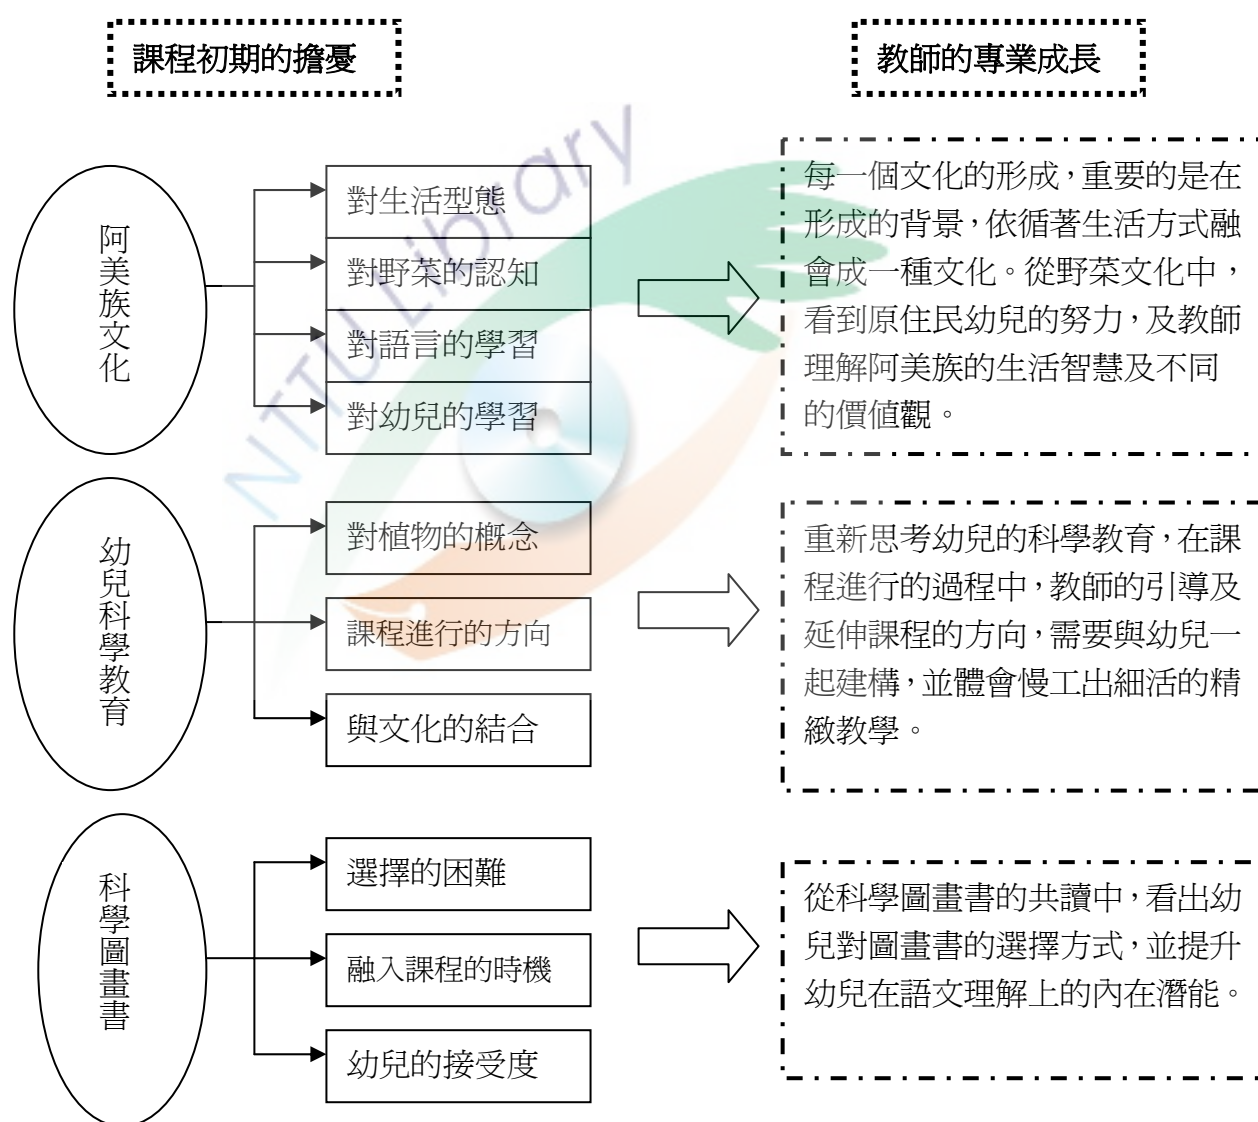 課程初期的擔憂
教師的專業成長
阿美族文化
對生活型態
對野菜的認知
對語言的學習
對幼兒的學習
每一個文化的形成，重要的是在
形成的背景，依循著生活方式融
會成一種文化。從野菜文化中，
看到原住民幼兒的努力，及教師
理解阿美族的生活智慧及不同
的價值觀。
幼兒科學教育
對植物的概念
課程進行的方向
與文化的結合
重新思考幼兒的科學教育，在課
程進行的過程中，教師的引導及
延伸課程的方向，需要與幼兒一
起建構，並體會慢工出細活的精
緻教學。
科學圖畫書
選擇的困難
融入課程的時機
幼兒的接受度
從科學圖畫書的共讀中，看出幼
兒對圖畫書的選擇方式，並提升
幼兒在語文理解上的內在潛能。
NTTU Library